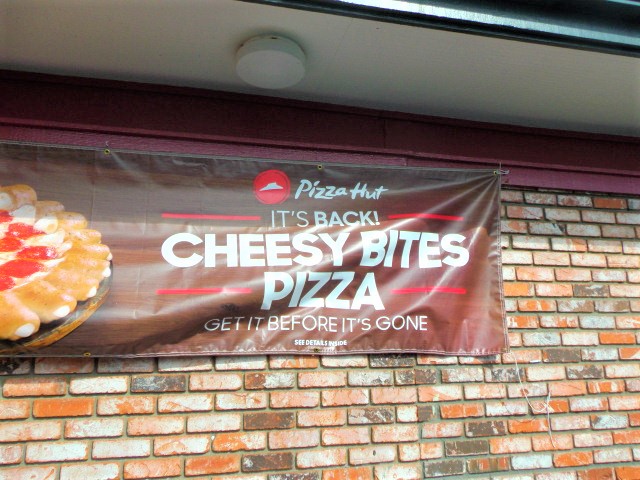 Pizza Hut
IT'S BACK!
CHEESY BITES
PIZZA
GET IT BEFORE IT'S GONE
SEE DETAILS INSIDE